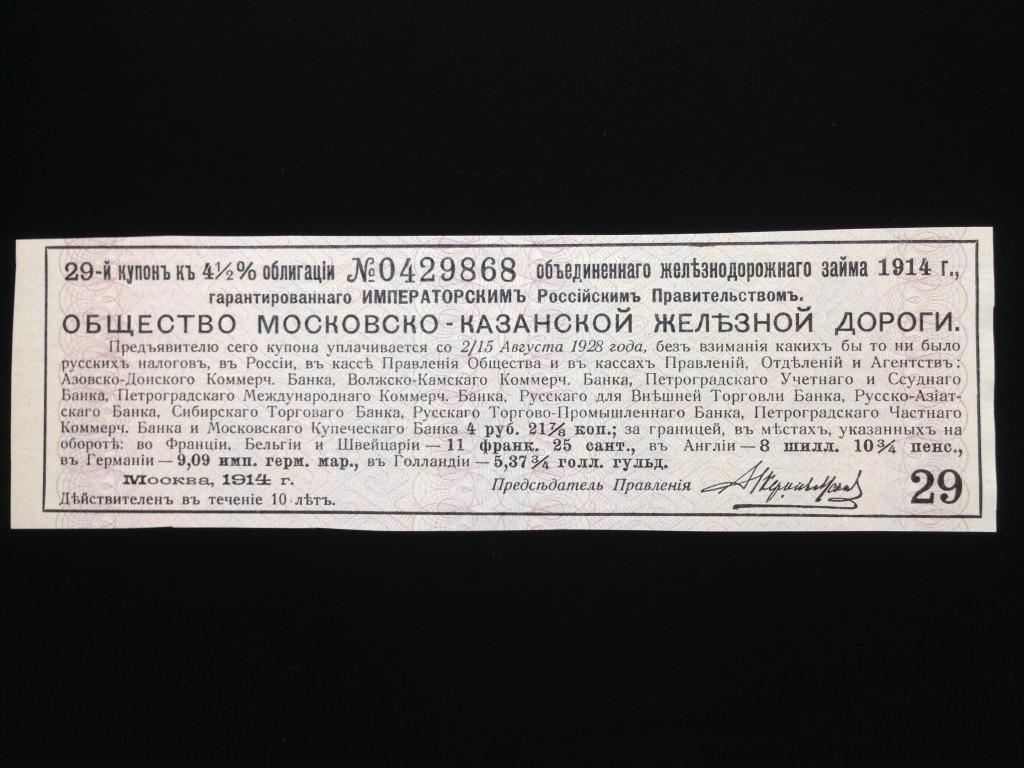 29-й купонъ къ 4½% облигаціи №0429868 объединеннаго желѣзнодорожнаго займа 1914 г.,
гарантированнаго ИМПЕРАТОРСКИМЪ Россійскимъ Правительствомъ.
ОБЩЕСТВО МОСКОВСКО-КАЗАНСКОЙ ЖЕЛѢЗНОЙ ДОРОГИ.
Предъявителю сего купона уплачивается со 2/15 Августа 1928 года, безъ взиманія какихъ бы то ни было
русскихъ налоговъ, въ Россіи, въ кассѣ Правленія Общества и въ кассахъ Правленій, Отдѣленій и Агентствъ:
Азовско-Донского Коммерч. Банка, Волжско-Камскаго Коммерч. Банка, Петроградскаго Учетнаго и Ссуднаго
Банка, Петроградскаго Международнаго Коммерч. Банка, Русскаго для Внѣшней Торговли Банка, Русско-Азіат-
скаго Банка, Сибирскаго Торговаго Банка, Русскаго Торгово-Промышленнаго Банка, Петроградскаго Частнаго
Коммерч. Банка и Московскаго Купеческаго Банка 4 руб. 21⅞ коп.; за границей, въ мѣстахъ, указанныхъ на
оборотѣ: во Франціи, Бельгіи и Швейцаріи—11 франк. 25 сант., въ Англіи—8 шилл. 10¾ пенс.,
въ Германіи—9,09 имп. герм. мар., въ Голландіи—5,37¾ голл. гульд.
Москва, 1914 г.
Предсѣдатель Правленія
29
Дѣйствителенъ въ теченіе 10 лѣтъ.